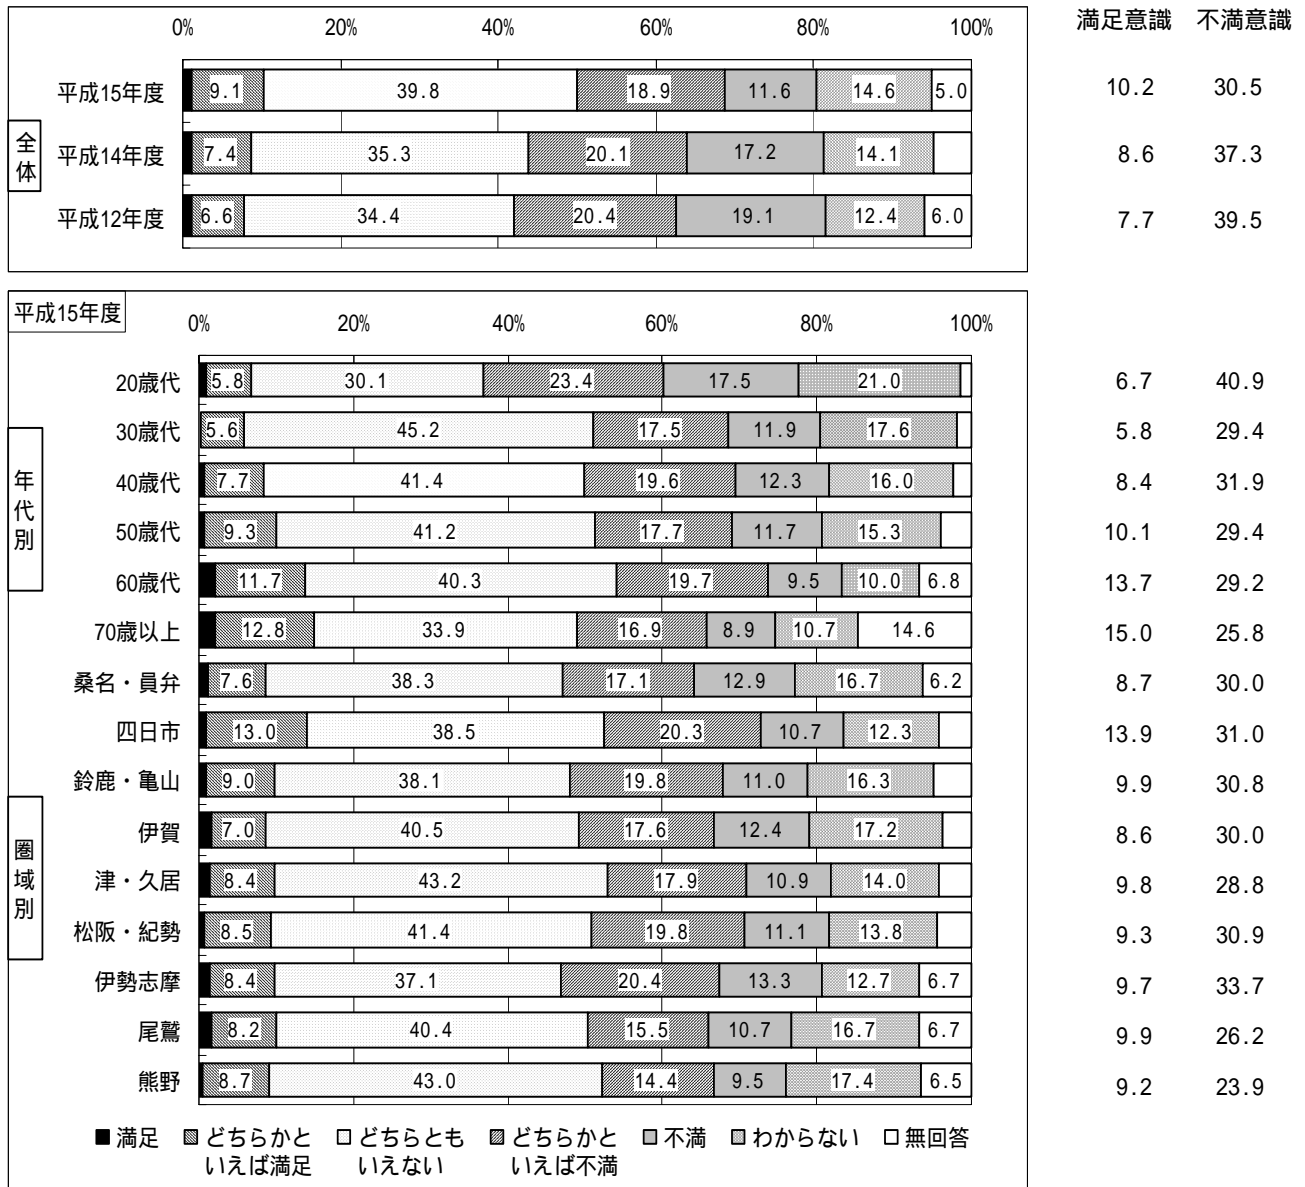 満足意識 不満意識
0% 20% 40% 60% 80% 100%
全体
平成15年度 9.1 39.8 18.9 11.6 14.6 5.0 10.2 30.5
平成14年度 7.4 35.3 20.1 17.2 14.1 8.6 37.3
平成12年度 6.6 34.4 20.4 19.1 12.4 6.0 7.7 39.5
平成15年度
0% 20% 40% 60% 80% 100%
年代別
20歳代 5.8 30.1 23.4 17.5 21.0 6.7 40.9
30歳代 5.6 45.2 17.5 11.9 17.6 5.8 29.4
40歳代 7.7 41.4 19.6 12.3 16.0 8.4 31.9
50歳代 9.3 41.2 17.7 11.7 15.3 10.1 29.4
60歳代 11.7 40.3 19.7 9.5 10.0 6.8 13.7 29.2
70歳以上 12.8 33.9 16.9 8.9 10.7 14.6 15.0 25.8
圏域別
桑名・員弁 7.6 38.3 17.1 12.9 16.7 6.2 8.7 30.0
四日市 13.0 38.5 20.3 10.7 12.3 13.9 31.0
鈴鹿・亀山 9.0 38.1 19.8 11.0 16.3 9.9 30.8
伊賀 7.0 40.5 17.6 12.4 17.2 8.6 30.0
津・久居 8.4 43.2 17.9 10.9 14.0 9.8 28.8
松阪・紀勢 8.5 41.4 19.8 11.1 13.8 9.3 30.9
伊勢志摩 8.4 37.1 20.4 13.3 12.7 6.7 9.7 33.7
尾鷲 8.2 40.4 15.5 10.7 16.7 6.7 9.9 26.2
熊野 8.7 43.0 14.4 9.5 17.4 6.5 9.2 23.9
満足 どちらかと どちらとも どちらかと 不満 わからない 無回答
いえば満足 いえない いえば不満